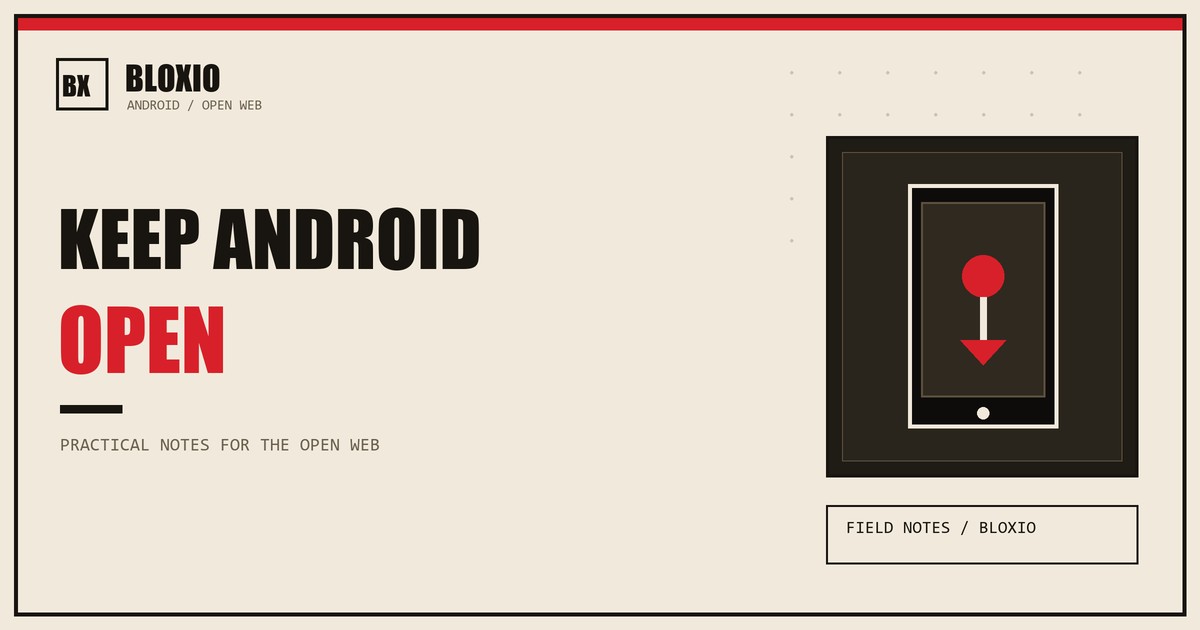 BX
BLOXIO
ANDROID / OPEN WEB
KEEP ANDROID
OPEN
PRACTICAL NOTES FOR THE OPEN WEB
FIELD NOTES / BLOXIO